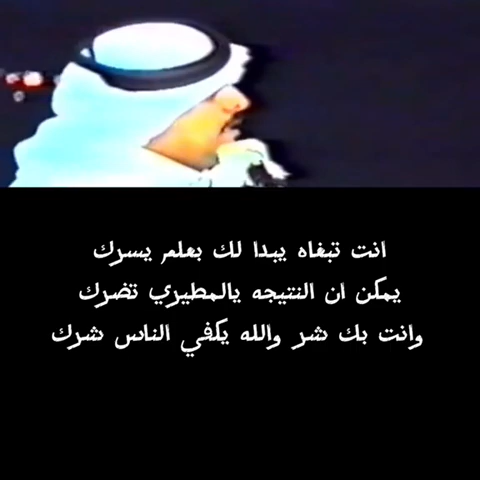 انت تبغاه يبدا لك بعلم يسرك
يمكن ان النتيجه يالمطيري تضرك
وانت بك شر والله يكفي الناس شرك